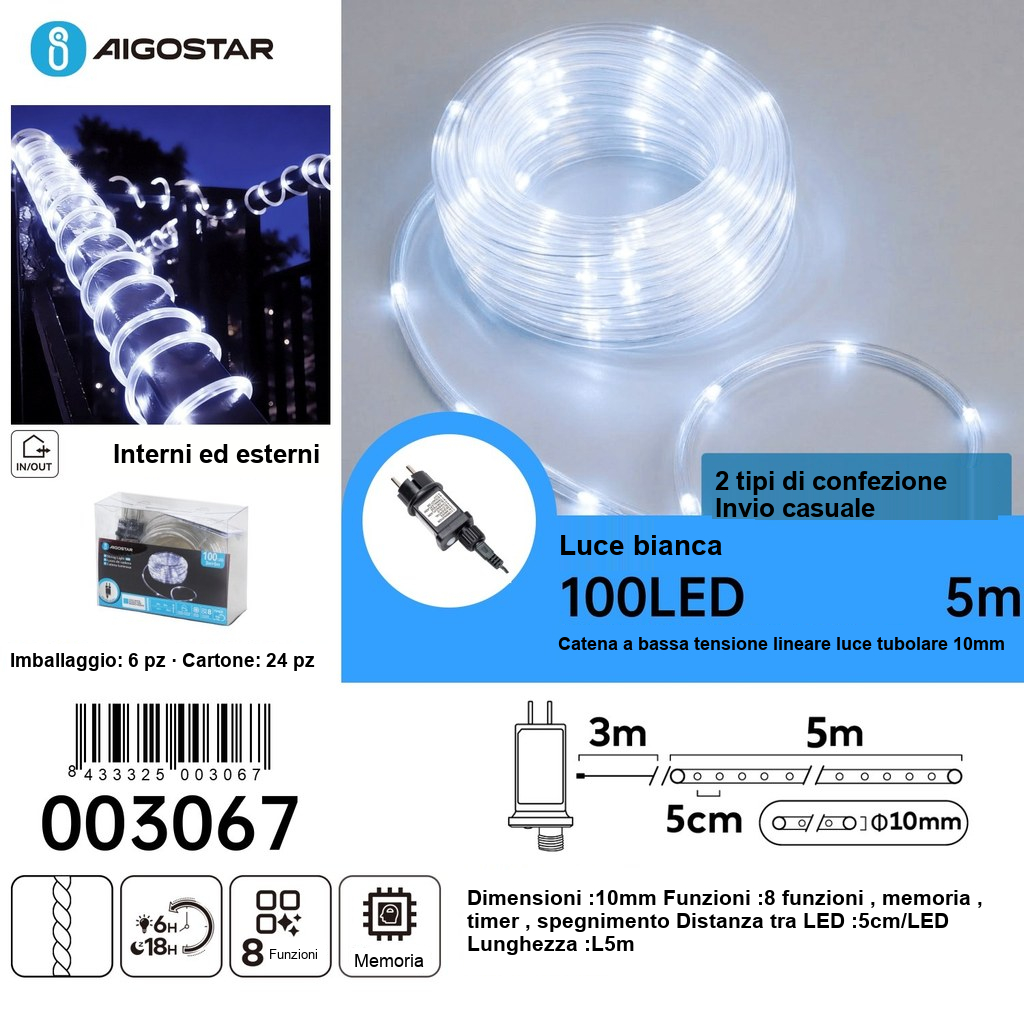 AIGOSTAR
IN/OUT
Interni ed esterni
2 tipi di confezione
Invio casuale
AIGOSTAR
100
Luce bianca
100LED 5m
Catena a bassa tensione lineare luce tubolare 10mm
Imballaggio: 6 pz · Cartone: 24 pz
8 433325 003067
003067
3m 5m
5cm
Φ10mm
6H
18H
8 Funzioni
Memoria
Dimensioni :10mm Funzioni :8 funzioni , memoria ,
timer , spegnimento Distanza tra LED :5cm/LED
Lunghezza :L5m